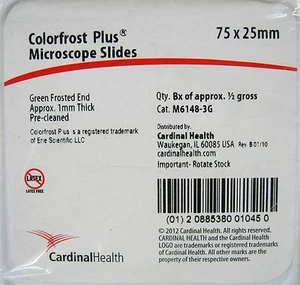 Colorfrost Plus® 75 x 25mm
Microscope Slides
Green Frosted End
Approx. 1mm Thick
Pre-cleaned
Colorfrost Plus is a registered trademark
of Erie Scientific LLC
Qty. Bx of approx. ½ gross
Cat. M6148-3G
Distributed by.
Cardinal Health
Waukegan, IL 60085 USA Rev. B 01/10
cardinalhealth.com
Important- Rotate Stock
LATEX
LATEX FREE
(01) 2 0885380 01045 0
CardinalHealth
© 2012 Cardinal Health. All rights reserved.
CARDINAL HEALTH and the Cardinal Health
LOGO are trademarks or registered trademarks
of Cardinal Health. All other marks are the
property of their respective owners.